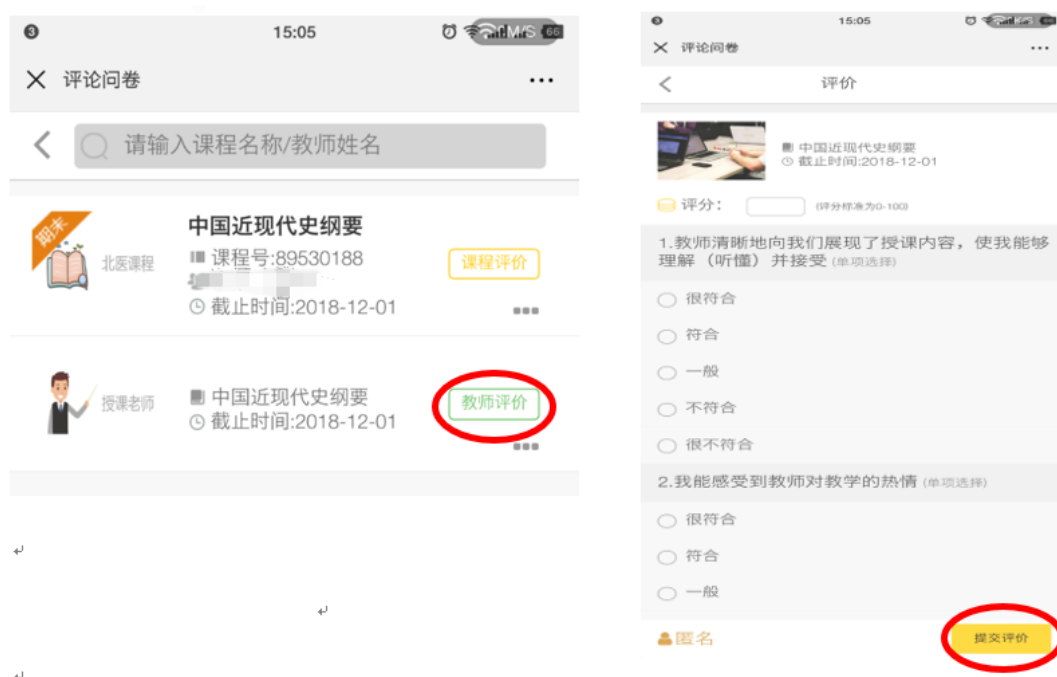 15:05
66
评论问卷
请输入课程名称/教师姓名
期末
北医课程
中国近现代史纲要
课程号:89530188
截止时间:2018-12-01
课程评价
授课老师
中国近现代史纲要
截止时间:2018-12-01
教师评价
15:05
评论问卷
评价
中国近现代史纲要
截止时间:2018-12-01
评分：
(评分标准为0-100)
1.教师清晰地向我们展现了授课内容，使我能够
理解（听懂）并接受 (单项选择)
很符合
符合
一般
不符合
很不符合
2.我能感受到教师对教学的热情 (单项选择)
很符合
符合
一般
匿名
提交评价